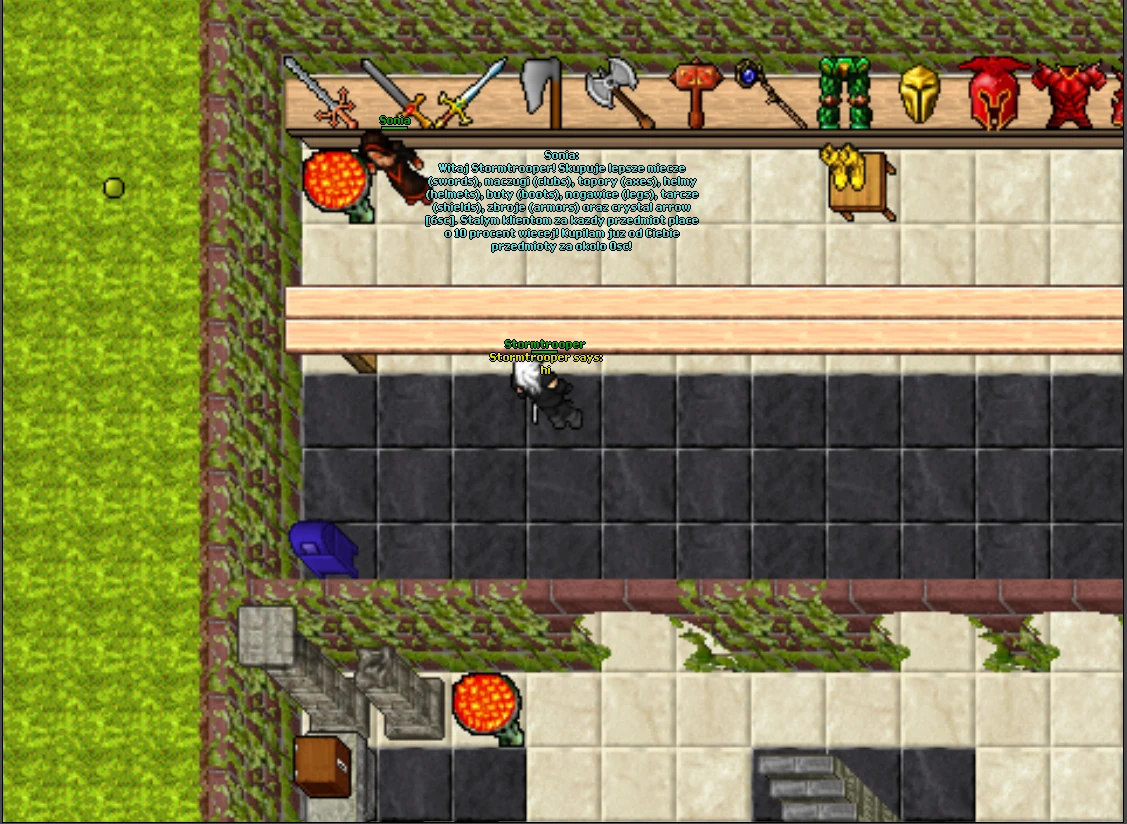 Sonia
Sonia:
Witaj Stormtrooper! Skupuje lepsze miecze
(swords), maczugi (clubs), topory (axes), helmy
(helmets), buty (boots), nogawice (legs), tarcze
(shields), zbroje (armors) oraz crystal arrow
[6sc]. Stalym klientom za kazdy przedmiot place
o 10 procent wiecej! Kupilam juz od Ciebie
przedmioty za okolo 0sc!
Stormtrooper
Stormtrooper says:
hi